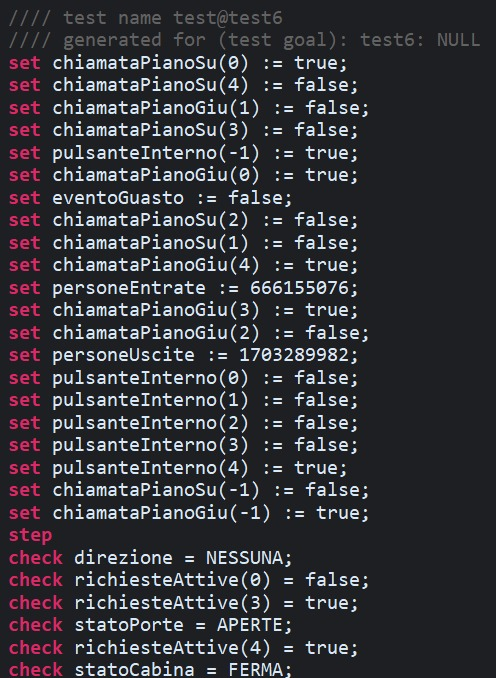 //// test name test@test6
//// generated for (test goal): test6: NULL
set chiamataPianoSu(0) := true;
set chiamataPianoSu(4) := false;
set chiamataPianoGiu(1) := false;
set chiamataPianoSu(3) := false;
set pulsanteInterno(-1) := true;
set chiamataPianoGiu(0) := true;
set eventoGuasto := false;
set chiamataPianoSu(2) := false;
set chiamataPianoSu(1) := false;
set chiamataPianoGiu(4) := true;
set personeEntrate := 666155076;
set chiamataPianoGiu(3) := true;
set chiamataPianoGiu(2) := false;
set personeUscite := 1703289982;
set pulsanteInterno(0) := false;
set pulsanteInterno(1) := false;
set pulsanteInterno(2) := false;
set pulsanteInterno(3) := false;
set pulsanteInterno(4) := true;
set chiamataPianoSu(-1) := false;
set chiamataPianoGiu(-1) := true;
step
check direzione = NESSUNA;
check richiesteAttive(0) = false;
check richiesteAttive(3) = true;
check statoPorte = APERTE;
check richiesteAttive(4) = true;
check statoCabina = FERMA;